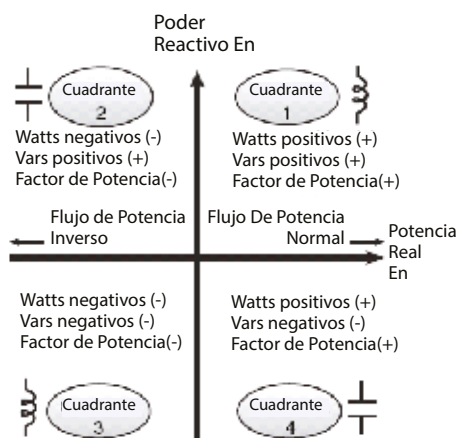 Poder
Reactivo En
Cuadrante
2
Cuadrante
1
Watts negativos (-)
Vars positivos (+)
Factor de Potencia(-)
Watts positivos (+)
Vars positivos (+)
Factor de Potencia(+)
Flujo de Potencia
Inverso
Flujo De Potencia
Normal
Potencia
Real
En
Watts negativos (-)
Vars negativos (-)
Factor de Potencia(-)
Watts positivos (+)
Vars negativos (-)
Factor de Potencia(+)
Cuadrante
3
Cuadrante
4